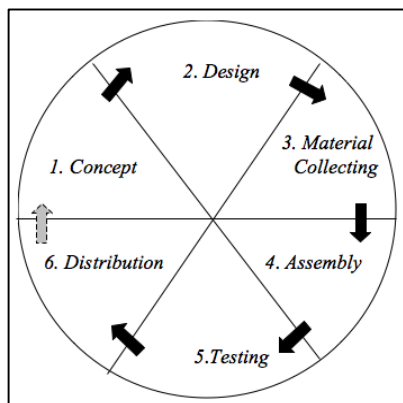 1. Concept
2. Design
3. Material
Collecting
4. Assembly
5.Testing
6. Distribution